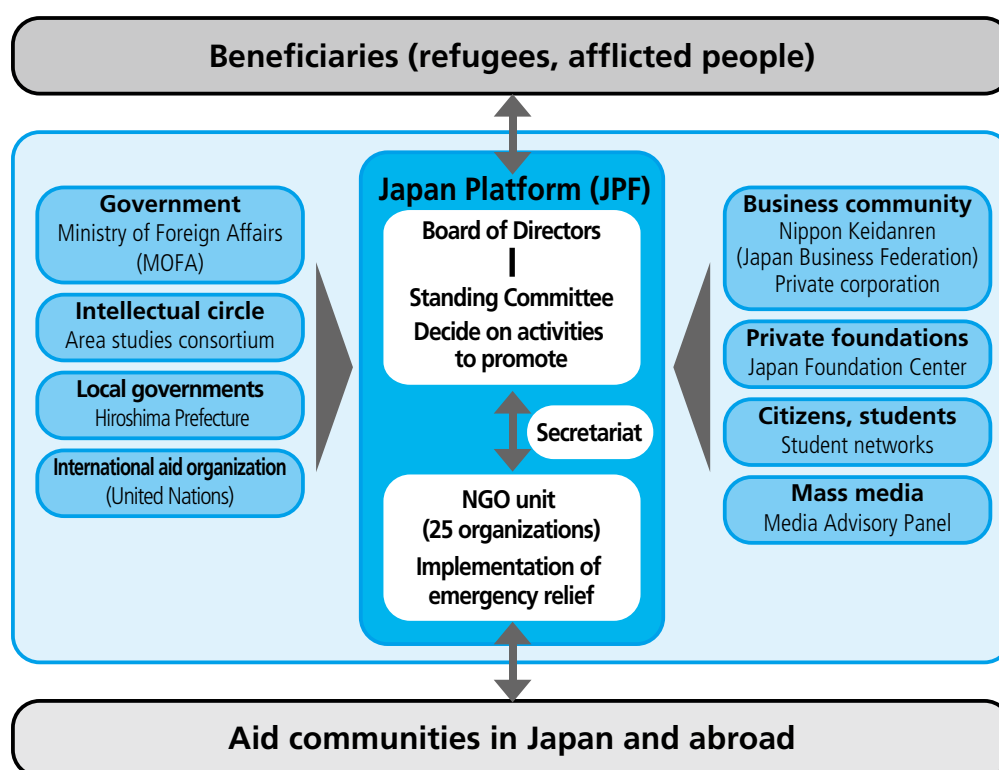 Beneficiaries (refugees, afflicted people)
Japan Platform (JPF)
Board of Directors
Standing Committee
Decide on activities
to promote
Secretariat
NGO unit
(25 organizations)
Implementation of
emergency relief
Government
Ministry of Foreign Affairs
(MOFA)
Intellectual circle
Area studies consortium
Local governments
Hiroshima Prefecture
International aid organization
(United Nations)
Business community
Nippon Keidanren
(Japan Business Federation)
Private corporation
Private foundations
Japan Foundation Center
Citizens, students
Student networks
Mass media
Media Advisory Panel
Aid communities in Japan and abroad